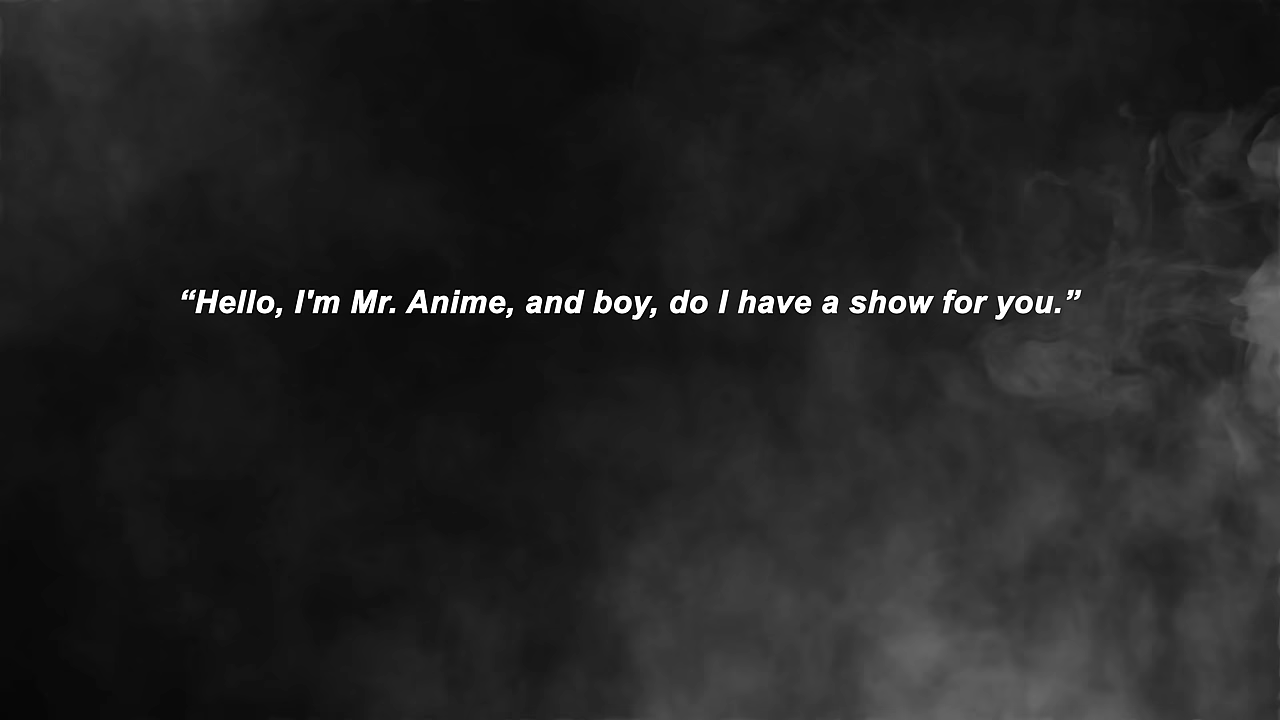 “Hello, I'm Mr. Anime, and boy, do I have a show for you.”